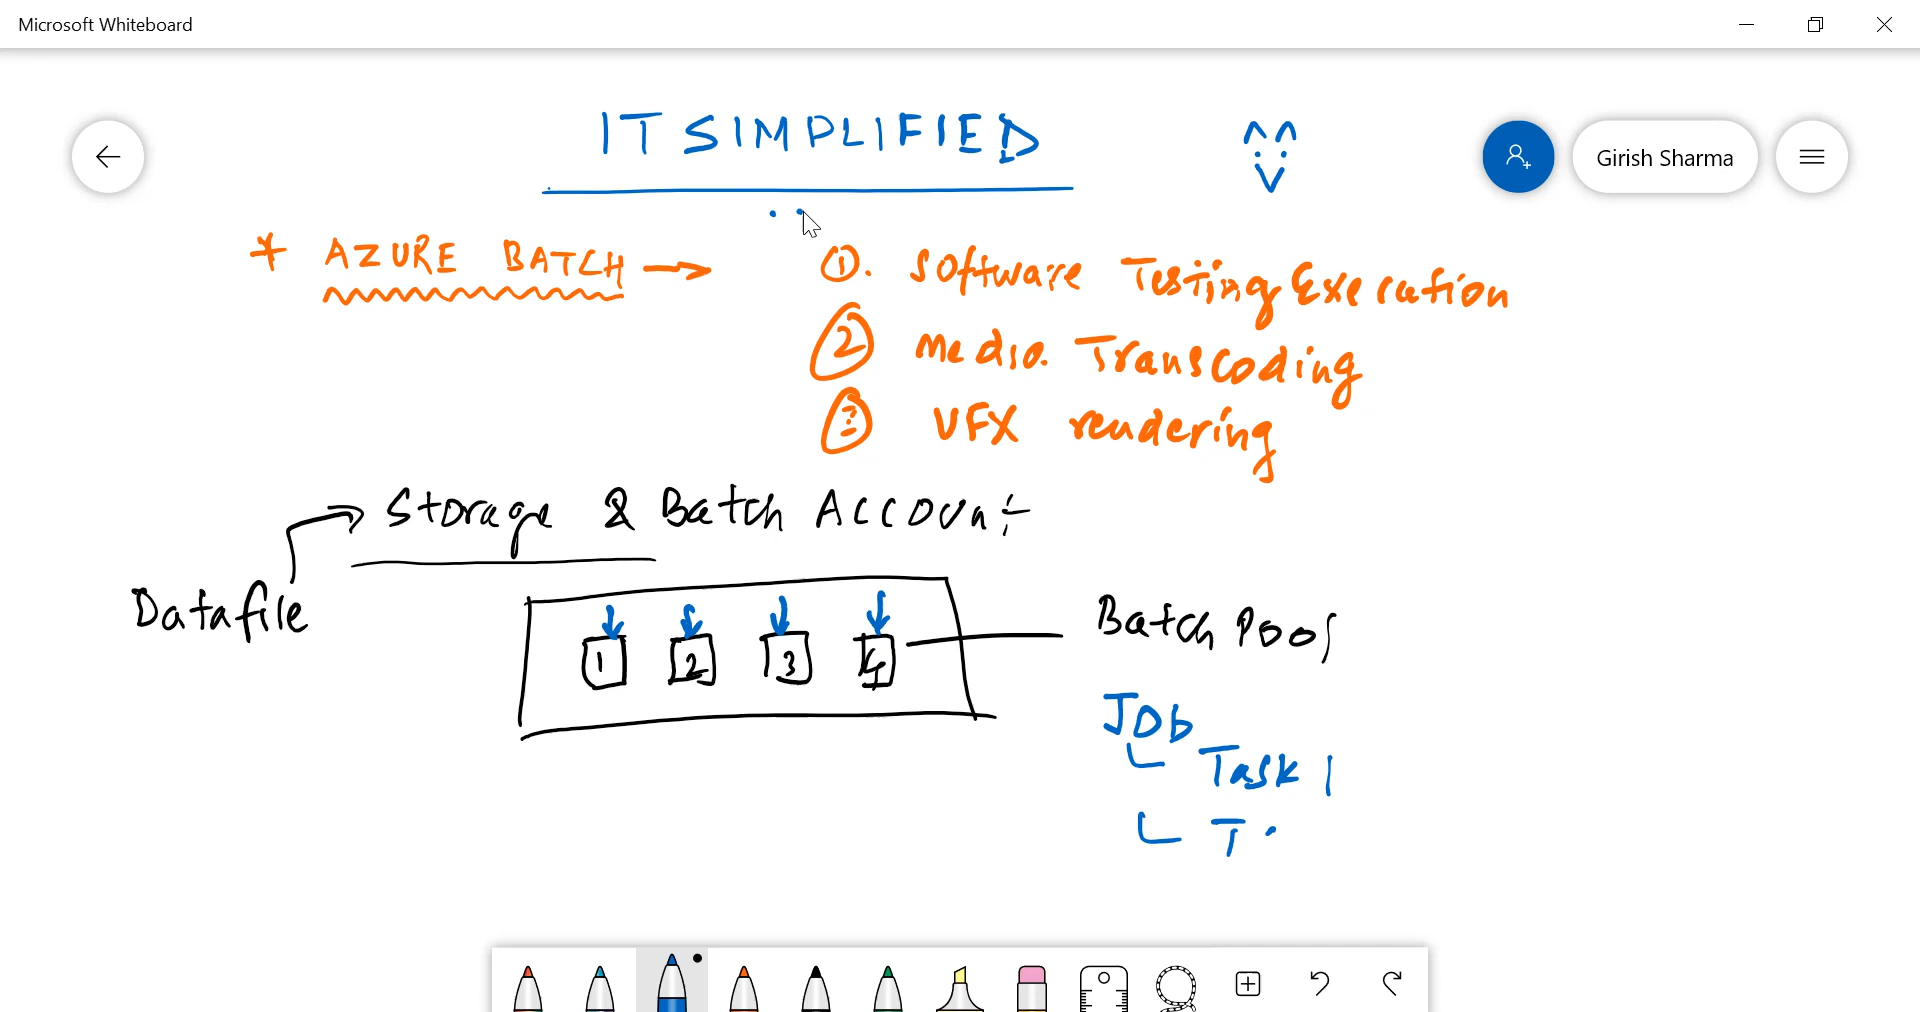 Microsoft Whiteboard
IT SIMPLIFIED
Girish Sharma
* AZURE BATCH → ①. Software Testing Execution
② Media Transcoding
③ VFX rendering
Storage & Batch Account
Datafile
1 2 3 4
Batch Pool
Job
Task 1
T